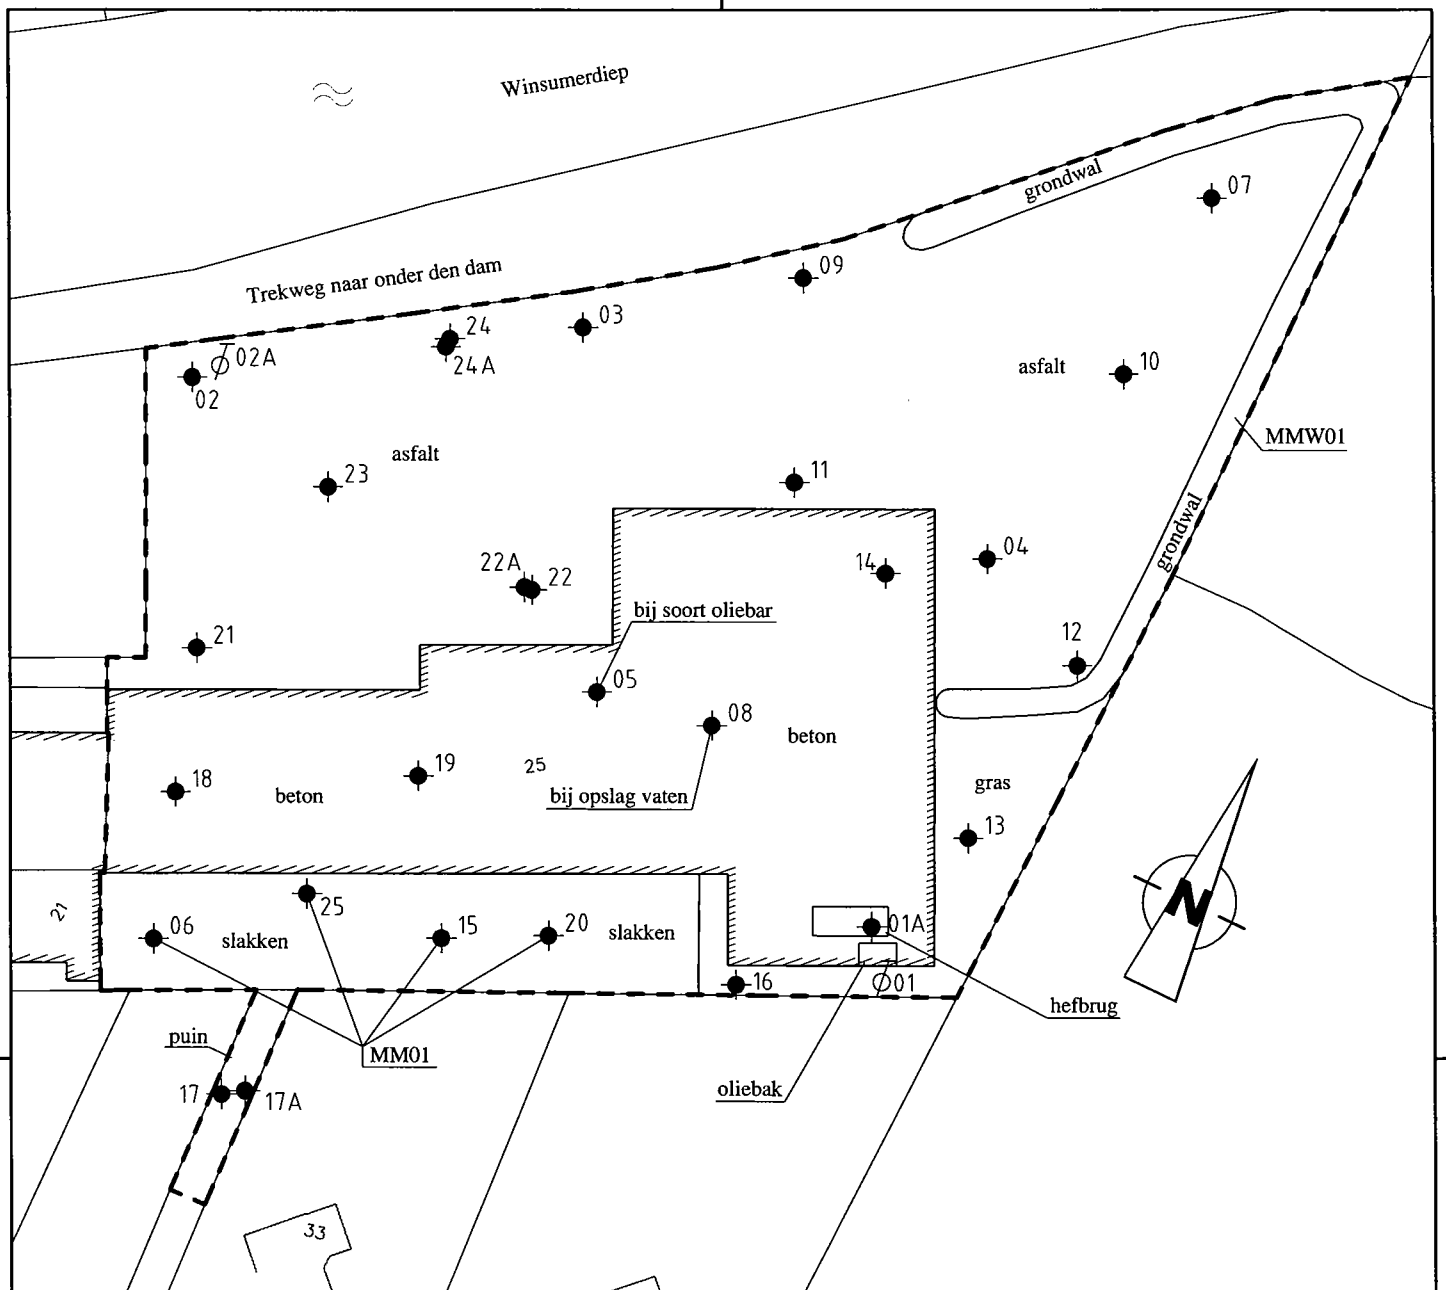 Winsumerdiep
grondwal
07
09
Trekweg naar onder den dam
03
24
24A
02A
02
asfalt
10
MMW01
asfalt
23
11
grondwal
04
14
22A
22
bij soort oliebar
12
21
05
08
beton
19
25
18
beton
bij opslag vaten
gras
13
N
21
25
06
slakken
15
20
slakken
01A
16
01
hefbrug
puin
MM01
oliebak
17
17A
33